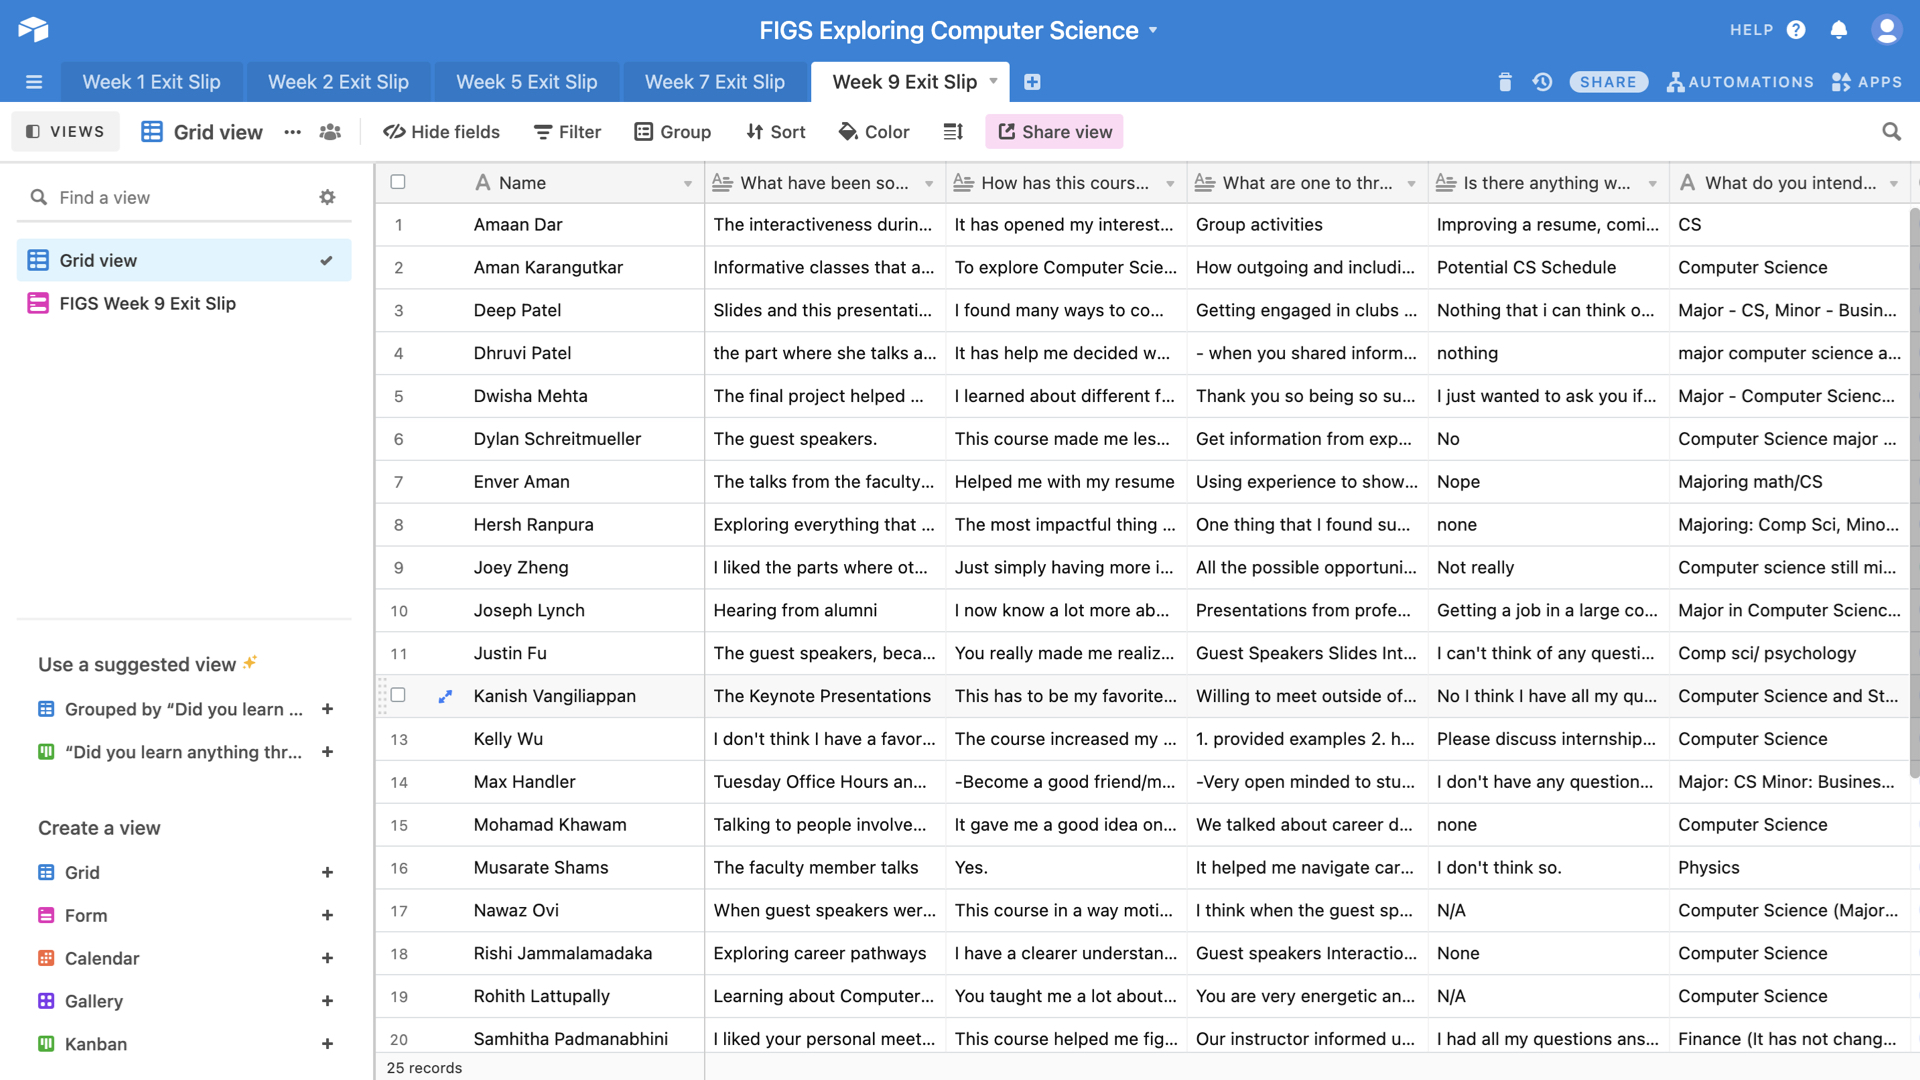 FIGS Exploring Computer Science
HELP
Week 1 Exit Slip
Week 2 Exit Slip
Week 5 Exit Slip
Week 7 Exit Slip
Week 9 Exit Slip
SHARE
AUTOMATIONS
APPS
VIEWS
Grid view
Hide fields
Filter
Group
Sort
Color
Share view
Find a view
Grid view
FIGS Week 9 Exit Slip
Use a suggested view
Grouped by “Did you learn ...
“Did you learn anything thr...
Create a view
Grid
Form
Calendar
Gallery
Kanban
Name What have been so... How has this cours... What are one to thr... Is there anything w... What do you intend...
1 Amaan Dar The interactiveness durin... It has opened my interest... Group activities Improving a resume, comi... CS
2 Aman Karangutkar Informative classes that a... To explore Computer Scie... How outgoing and includi... Potential CS Schedule Computer Science
3 Deep Patel Slides and this presentati... I found many ways to co... Getting engaged in clubs ... Nothing that i can think o... Major - CS, Minor - Busin...
4 Dhruvi Patel the part where she talks a... It has help me decided w... - when you shared inform... nothing major computer science a...
5 Dwisha Mehta The final project helped ... I learned about different f... Thank you so being so su... I just wanted to ask you if... Major - Computer Scienc...
6 Dylan Schreitmueller The guest speakers. This course made me les... Get information from exp... No Computer Science major ...
7 Enver Aman The talks from the faculty... Helped me with my resume Using experience to show... Nope Majoring math/CS
8 Hersh Ranpura Exploring everything that ... The most impactful thing ... One thing that I found su... none Majoring: Comp Sci, Mino...
9 Joey Zheng I liked the parts where ot... Just simply having more i... All the possible opportuni... Not really Computer science still mi...
10 Joseph Lynch Hearing from alumni I now know a lot more ab... Presentations from profe... Getting a job in a large co... Major in Computer Scienc...
11 Justin Fu The guest speakers, beca... You really made me realiz... Guest Speakers Slides Int... I can't think of any questi... Comp sci/ psychology
Kanish Vangiliappan The Keynote Presentations This has to be my favorite... Willing to meet outside of... No I think I have all my qu... Computer Science and St...
13 Kelly Wu I don't think I have a favor... The course increased my ... 1. provided examples 2. h... Please discuss internship... Computer Science
14 Max Handler Tuesday Office Hours an... -Become a good friend/m... -Very open minded to stu... I don't have any question... Major: CS Minor: Busines...
15 Mohamad Khawam Talking to people involve... It gave me a good idea on... We talked about career d... none Computer Science
16 Musarate Shams The faculty member talks Yes. It helped me navigate car... I don't think so. Physics
17 Nawaz Ovi When guest speakers wer... This course in a way moti... I think when the guest sp... N/A Computer Science (Major...
18 Rishi Jammalamadaka Exploring career pathways I have a clearer understan... Guest speakers Interactio... None Computer Science
19 Rohith Lattupally Learning about Computer... You taught me a lot about... You are very energetic an... N/A Computer Science
20 Samhitha Padmanabhini I liked your personal meet... This course helped me fig... Our instructor informed u... I had all my questions ans... Finance (It has not chang...
25 records